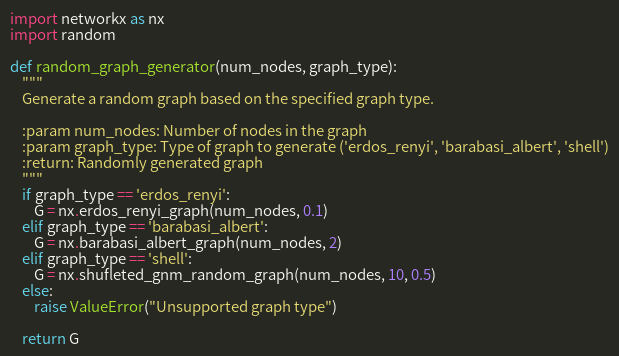 import networkx as nx
import random
def random_graph_generator(num_nodes, graph_type):
"""
Generate a random graph based on the specified graph type.
:param num_nodes: Number of nodes in the graph
:param graph_type: Type of graph to generate ('erdos_renyi', 'barabasi_albert', 'shell')
:return: Randomly generated graph
"""
if graph_type == 'erdos_renyi':
G = nx.erdos_renyi_graph(num_nodes, 0.1)
elif graph_type == 'barabasi_albert':
G = nx.barabasi_albert_graph(num_nodes, 2)
elif graph_type == 'shell':
G = nx.shufleted_gnm_random_graph(num_nodes, 10, 0.5)
else:
raise ValueError("Unsupported graph type")
return G